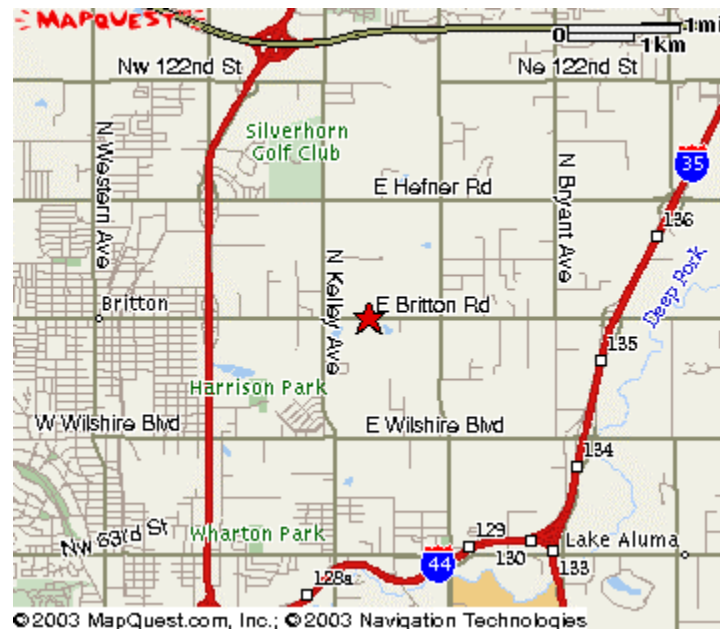 MAPQUEST
0
1mi
1km
Nw 122nd St
Ne 122nd St
Silverhorn
Golf Club
N Western Ave
35
E Hefner Rd
N Bryant Ave
136
N Kelley Ave
Deep Fork
Britton
E Britton Rd
135
Harrison Park
W Wilshire Blvd
E Wilshire Blvd
134
Nw 63rd St
Wharton Park
129
130
Lake Aluma
133
44
128a
©2003 MapQuest.com, Inc.; ©2003 Navigation Technologies